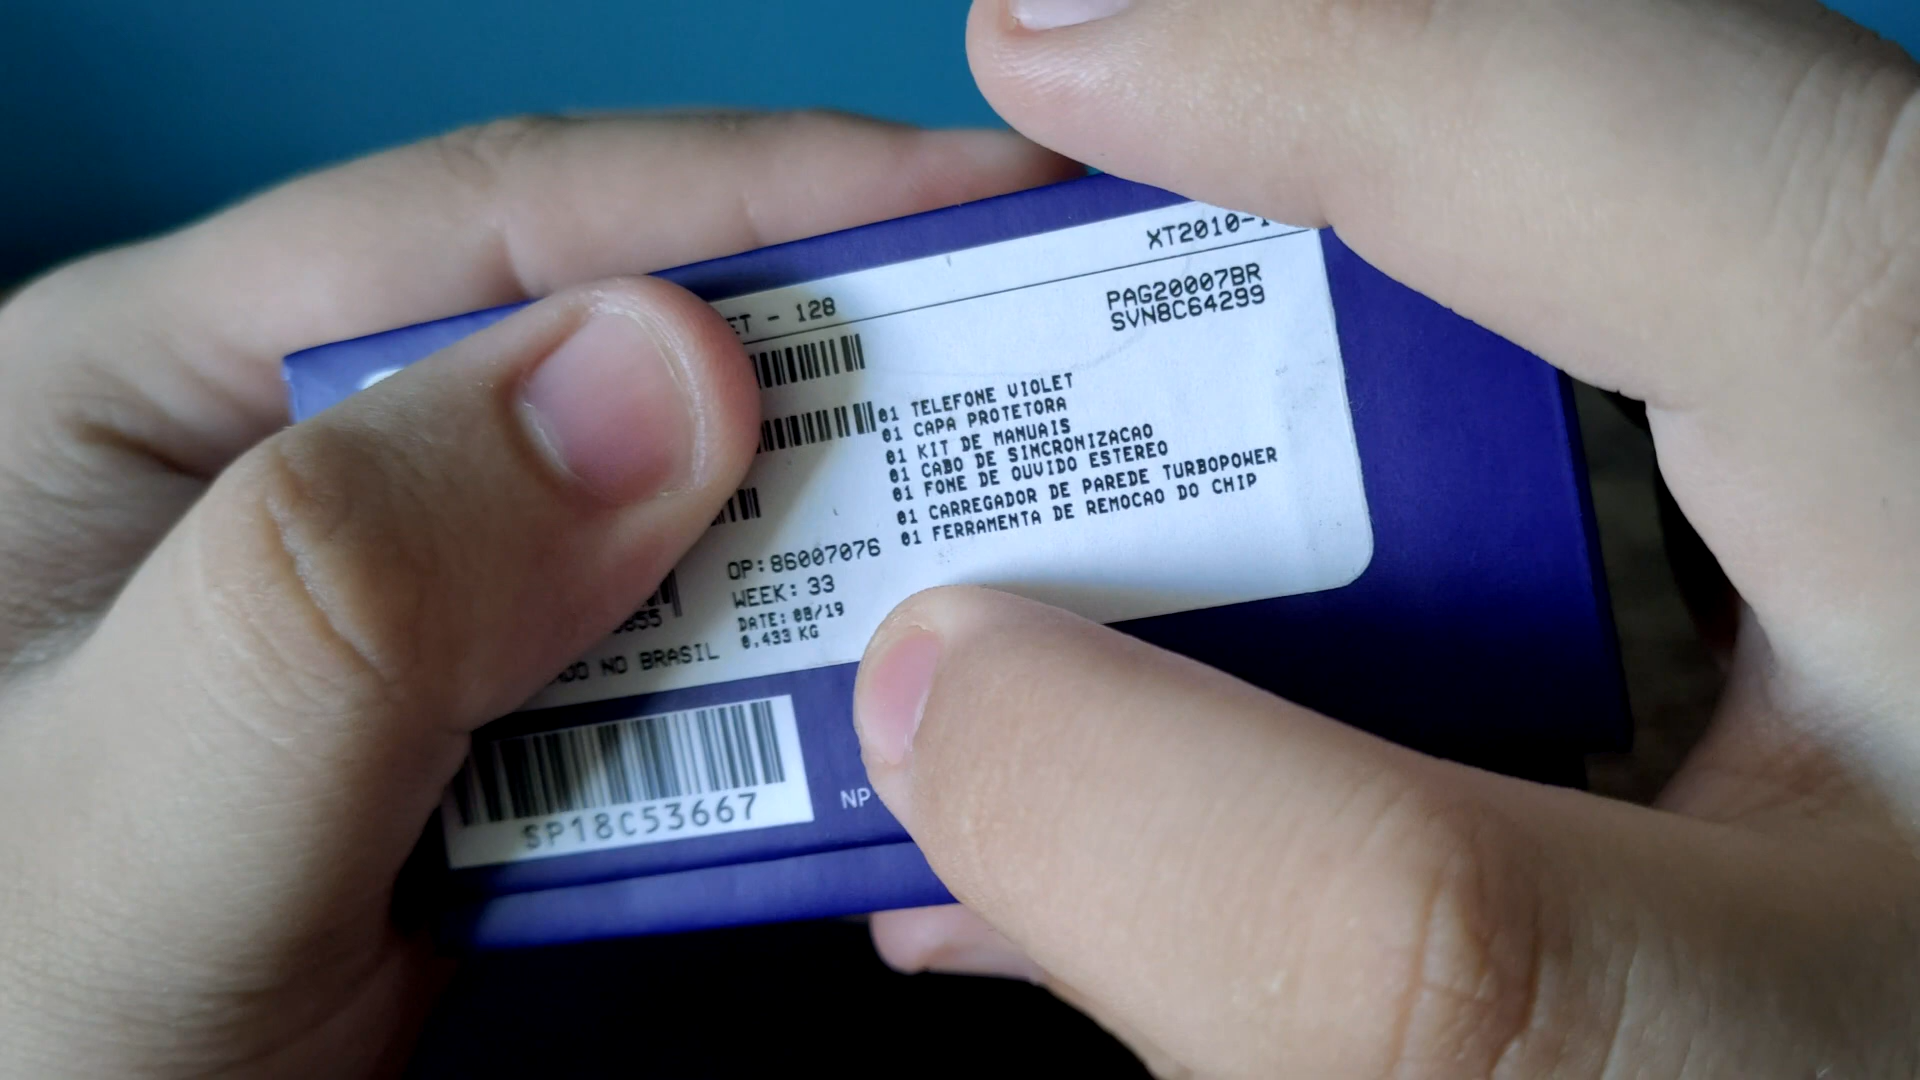 XT2010-
- 128
PAG20007BR
SVN8C64299
01 TELEFONE VIOLET
01 CAPA PROTETORA
01 KIT DE MANUAIS
01 CABO DE SINCRONIZACAO
01 FONE DE OUVIDO ESTEREO
01 CARREGADOR DE PAREDE TURBOPOWER
01 FERRAMENTA DE REMOCAO DO CHIP
OP:86007076
WEEK: 33
DATE: 08/19
0.433 KG
NO BRASIL
SP18C53667
NP